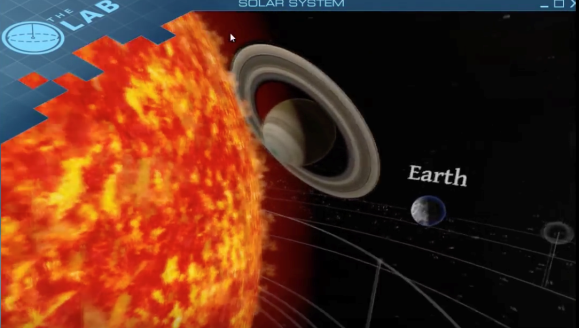 SOLAR SYSTEM
THE
LAB
Earth